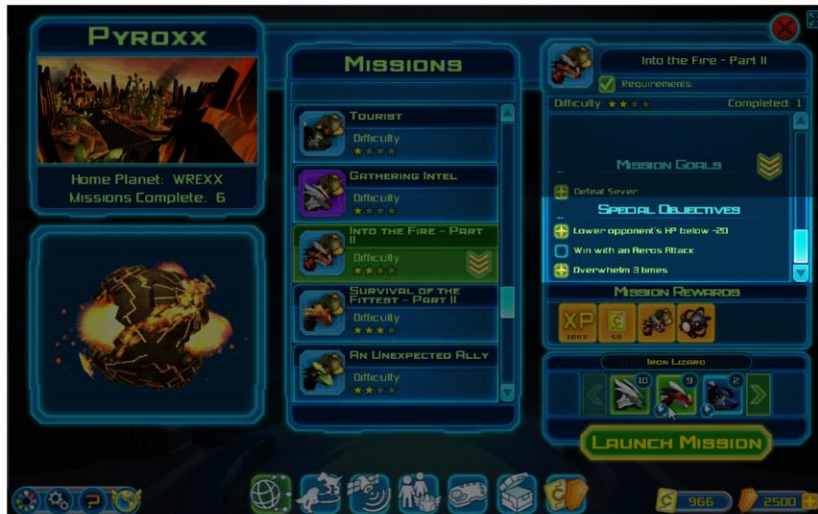 Pyroxx
Home Planet: WREXX
Missions Complete: 6
Missions
Tourist
Difficulty
Gathering Intel
Difficulty
Into the Fire - Part
II
Difficulty
Survival of the
Fittest - Part II
Difficulty
An Unexpected Ally
Difficulty
Into the Fire - Part II
Requirements:
Difficulty
Completed: 1
Mission Goals
Defeat Sever
Special Objectives
Lower opponent's HP below -20
Win with an Aeros Attack
Overwhelm 3 times
Mission Rewards
XP
50
Iron Lizard
10 9 2
Launch Mission
966
2500